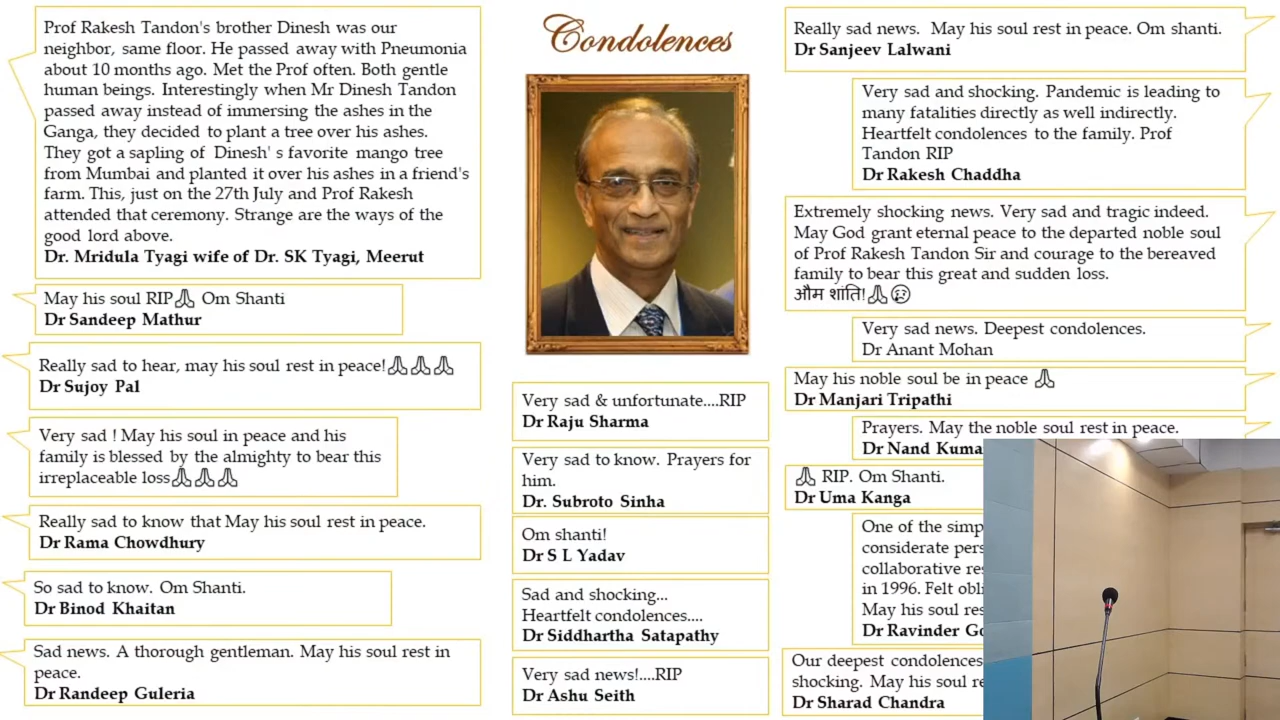 Prof Rakesh Tandon's brother Dinesh was our
neighbor, same floor. He passed away with Pneumonia
about 10 months ago. Met the Prof often. Both gentle
human beings. Interestingly when Mr Dinesh Tandon
passed away instead of immersing the ashes in the
Ganga, they decided to plant a tree over his ashes.
They got a sapling of Dinesh' s favorite mango tree
from Mumbai and planted it over his ashes in a friend's
farm. This, just on the 27th July and Prof Rakesh
attended that ceremony. Strange are the ways of the
good lord above.
Dr. Mridula Tyagi wife of Dr. SK Tyagi, Meerut
May his soul RIP🙏 Om Shanti
Dr Sandeep Mathur
Really sad to hear, may his soul rest in peace!🙏🙏🙏
Dr Sujoy Pal
Very sad ! May his soul in peace and his
family is blessed by the almighty to bear this
irreplaceable loss🙏🙏🙏
Really sad to know that May his soul rest in peace.
Dr Rama Chowdhury
So sad to know. Om Shanti.
Dr Binod Khaitan
Sad news. A thorough gentleman. May his soul rest in
peace.
Dr Randeep Guleria
Condolences
Very sad & unfortunate....RIP
Dr Raju Sharma
Very sad to know. Prayers for
him.
Dr. Subroto Sinha
Om shanti!
Dr S L Yadav
Sad and shocking...
Heartfelt condolences....
Dr Siddhartha Satapathy
Very sad news!....RIP
Dr Ashu Seith
Really sad news. May his soul rest in peace. Om shanti.
Dr Sanjeev Lalwani
Very sad and shocking. Pandemic is leading to
many fatalities directly as well indirectly.
Heartfelt condolences to the family. Prof
Tandon RIP
Dr Rakesh Chaddha
Extremely shocking news. Very sad and tragic indeed.
May God grant eternal peace to the departed noble soul
of Prof Rakesh Tandon Sir and courage to the bereaved
family to bear this great and sudden loss.
औम शांति!🙏😢
Very sad news. Deepest condolences.
Dr Anant Mohan
May his noble soul be in peace 🙏
Dr Manjari Tripathi
Prayers. May the noble soul rest in peace.
Dr Nand Kuma
🙏 RIP. Om Shanti.
Dr Uma Kanga
One of the simp
considerate pers
collaborative res
in 1996. Felt obli
May his soul res
Dr Ravinder Go
Our deepest condolences
shocking. May his soul re
Dr Sharad Chandra